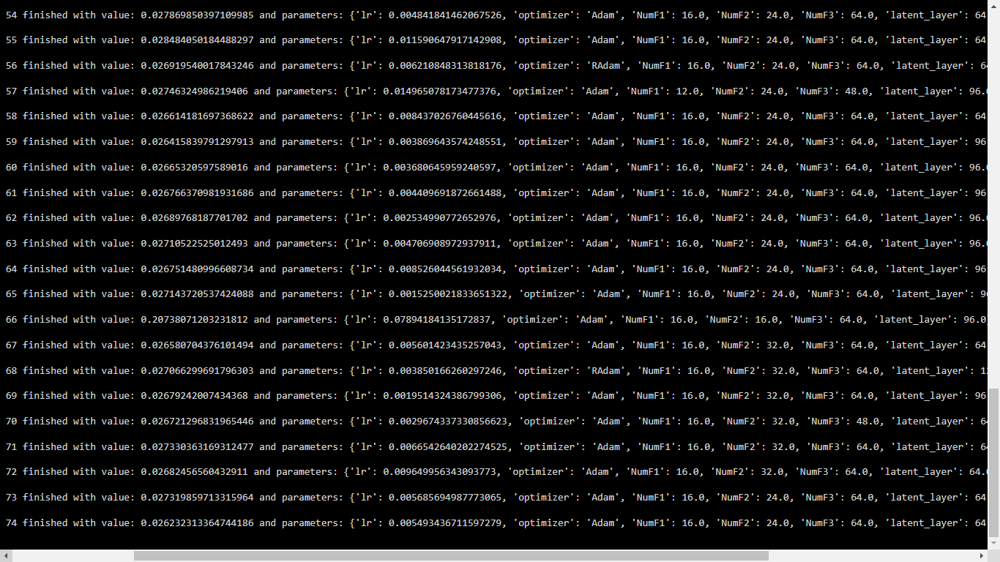 54 finished with value: 0.027869850397109985 and parameters: {'lr': 0.004841841462067526, 'optimizer': 'Adam', 'NumF1': 16.0, 'NumF2': 24.0, 'NumF3': 64.0, 'latent_layer': 64
55 finished with value: 0.028484050184488297 and parameters: {'lr': 0.011590647917142908, 'optimizer': 'Adam', 'NumF1': 16.0, 'NumF2': 24.0, 'NumF3': 64.0, 'latent_layer': 64
56 finished with value: 0.026919540017843246 and parameters: {'lr': 0.006210848313818176, 'optimizer': 'RAdam', 'NumF1': 16.0, 'NumF2': 24.0, 'NumF3': 64.0, 'latent_layer': 64
57 finished with value: 0.02746324986219406 and parameters: {'lr': 0.014965078173477376, 'optimizer': 'Adam', 'NumF1': 12.0, 'NumF2': 24.0, 'NumF3': 48.0, 'latent_layer': 96.0
58 finished with value: 0.026614181697368622 and parameters: {'lr': 0.008437026760445616, 'optimizer': 'Adam', 'NumF1': 16.0, 'NumF2': 24.0, 'NumF3': 64.0, 'latent_layer': 64
59 finished with value: 0.026415839791297913 and parameters: {'lr': 0.003869643574248551, 'optimizer': 'Adam', 'NumF1': 16.0, 'NumF2': 24.0, 'NumF3': 64.0, 'latent_layer': 96
60 finished with value: 0.02665320597589016 and parameters: {'lr': 0.003680645959240597, 'optimizer': 'Adam', 'NumF1': 16.0, 'NumF2': 24.0, 'NumF3': 64.0, 'latent_layer': 96.0
61 finished with value: 0.026766370981931686 and parameters: {'lr': 0.004409691872661488, 'optimizer': 'Adam', 'NumF1': 16.0, 'NumF2': 24.0, 'NumF3': 64.0, 'latent_layer': 96
62 finished with value: 0.02689768187701702 and parameters: {'lr': 0.002534990772652976, 'optimizer': 'Adam', 'NumF1': 16.0, 'NumF2': 24.0, 'NumF3': 64.0, 'latent_layer': 96.0
63 finished with value: 0.02710522525012493 and parameters: {'lr': 0.004706908972937911, 'optimizer': 'Adam', 'NumF1': 16.0, 'NumF2': 24.0, 'NumF3': 64.0, 'latent_layer': 96.0
64 finished with value: 0.026751480996608734 and parameters: {'lr': 0.008526044561932034, 'optimizer': 'Adam', 'NumF1': 16.0, 'NumF2': 24.0, 'NumF3': 64.0, 'latent_layer': 96
65 finished with value: 0.027143720537424088 and parameters: {'lr': 0.0015250021833651322, 'optimizer': 'Adam', 'NumF1': 16.0, 'NumF2': 24.0, 'NumF3': 64.0, 'latent_layer': 96
66 finished with value: 0.20738071203231812 and parameters: {'lr': 0.07894184135172837, 'optimizer': 'Adam', 'NumF1': 16.0, 'NumF2': 16.0, 'NumF3': 64.0, 'latent_layer': 96.0}
67 finished with value: 0.026580704376101494 and parameters: {'lr': 0.005601423435257043, 'optimizer': 'Adam', 'NumF1': 16.0, 'NumF2': 32.0, 'NumF3': 64.0, 'latent_layer': 64
68 finished with value: 0.027066299691796303 and parameters: {'lr': 0.003850166260297246, 'optimizer': 'RAdam', 'NumF1': 16.0, 'NumF2': 32.0, 'NumF3': 64.0, 'latent_layer': 12
69 finished with value: 0.02679242007434368 and parameters: {'lr': 0.0019514324386799306, 'optimizer': 'Adam', 'NumF1': 16.0, 'NumF2': 32.0, 'NumF3': 64.0, 'latent_layer': 96
70 finished with value: 0.026721296831965446 and parameters: {'lr': 0.0029674337330856623, 'optimizer': 'Adam', 'NumF1': 16.0, 'NumF2': 32.0, 'NumF3': 48.0, 'latent_layer': 64
71 finished with value: 0.027330363169312477 and parameters: {'lr': 0.0066542640202274525, 'optimizer': 'Adam', 'NumF1': 16.0, 'NumF2': 32.0, 'NumF3': 64.0, 'latent_layer': 64
72 finished with value: 0.02682456560432911 and parameters: {'lr': 0.009649956343093773, 'optimizer': 'Adam', 'NumF1': 16.0, 'NumF2': 32.0, 'NumF3': 64.0, 'latent_layer': 64.0
73 finished with value: 0.027319859713315964 and parameters: {'lr': 0.005685694987773065, 'optimizer': 'Adam', 'NumF1': 16.0, 'NumF2': 24.0, 'NumF3': 64.0, 'latent_layer': 64
74 finished with value: 0.026232313364744186 and parameters: {'lr': 0.005493436711597279, 'optimizer': 'Adam', 'NumF1': 16.0, 'NumF2': 24.0, 'NumF3': 64.0, 'latent_layer': 64